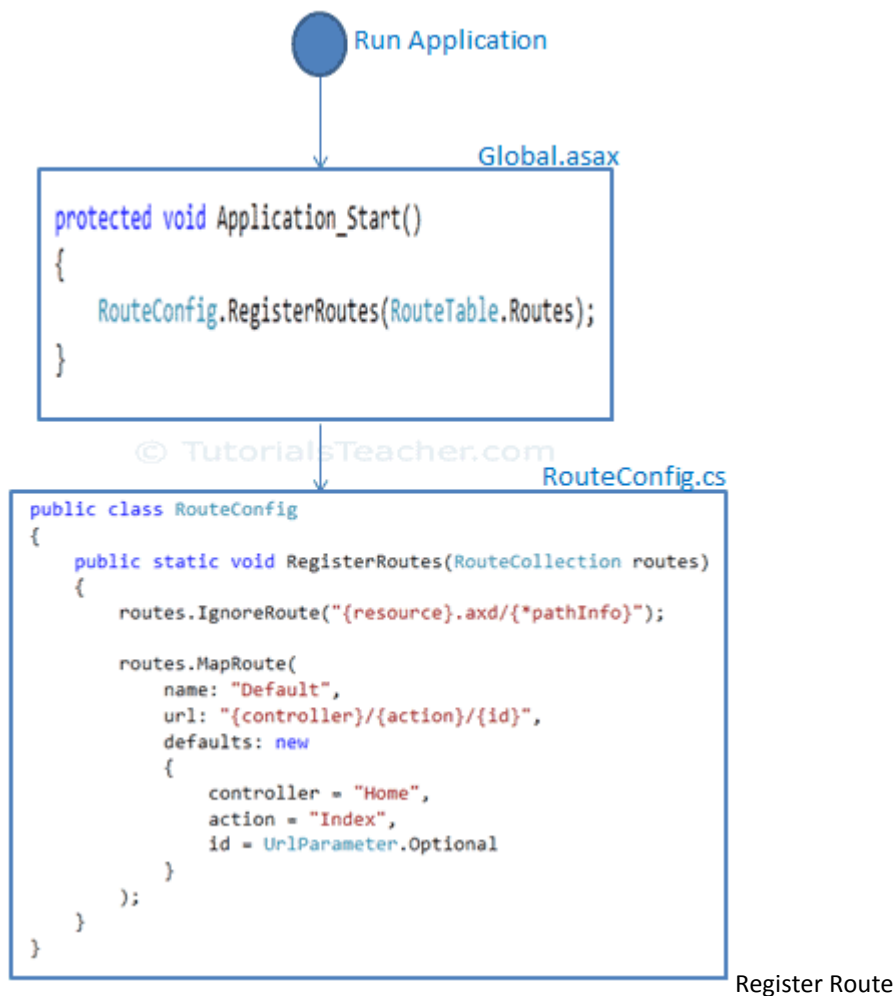 Run Application
Global.asax
protected void Application_Start()
{
    RouteConfig.RegisterRoutes(RouteTable.Routes);
}
© TutorialsTeacher.com
RouteConfig.cs
public class RouteConfig
{
    public static void RegisterRoutes(RouteCollection routes)
    {
        routes.IgnoreRoute("{resource}.axd/{*pathInfo}");
        routes.MapRoute(
            name: "Default",
            url: "{controller}/{action}/{id}",
            defaults: new
            {
                controller = "Home",
                action = "Index",
                id = UrlParameter.Optional
            }
        );
    }
}
Register Route